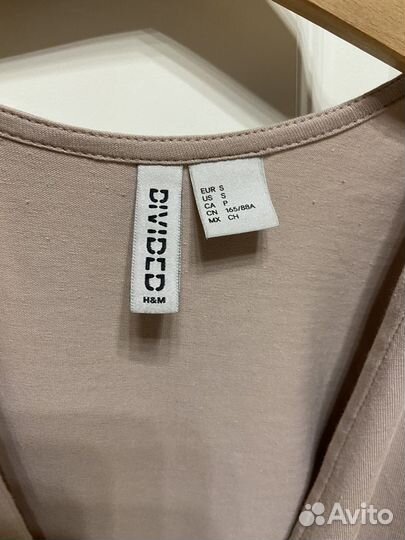 DIVIDED
H&M
EUR S
US S
CA P
CN 165/88A
MX CH
Avito